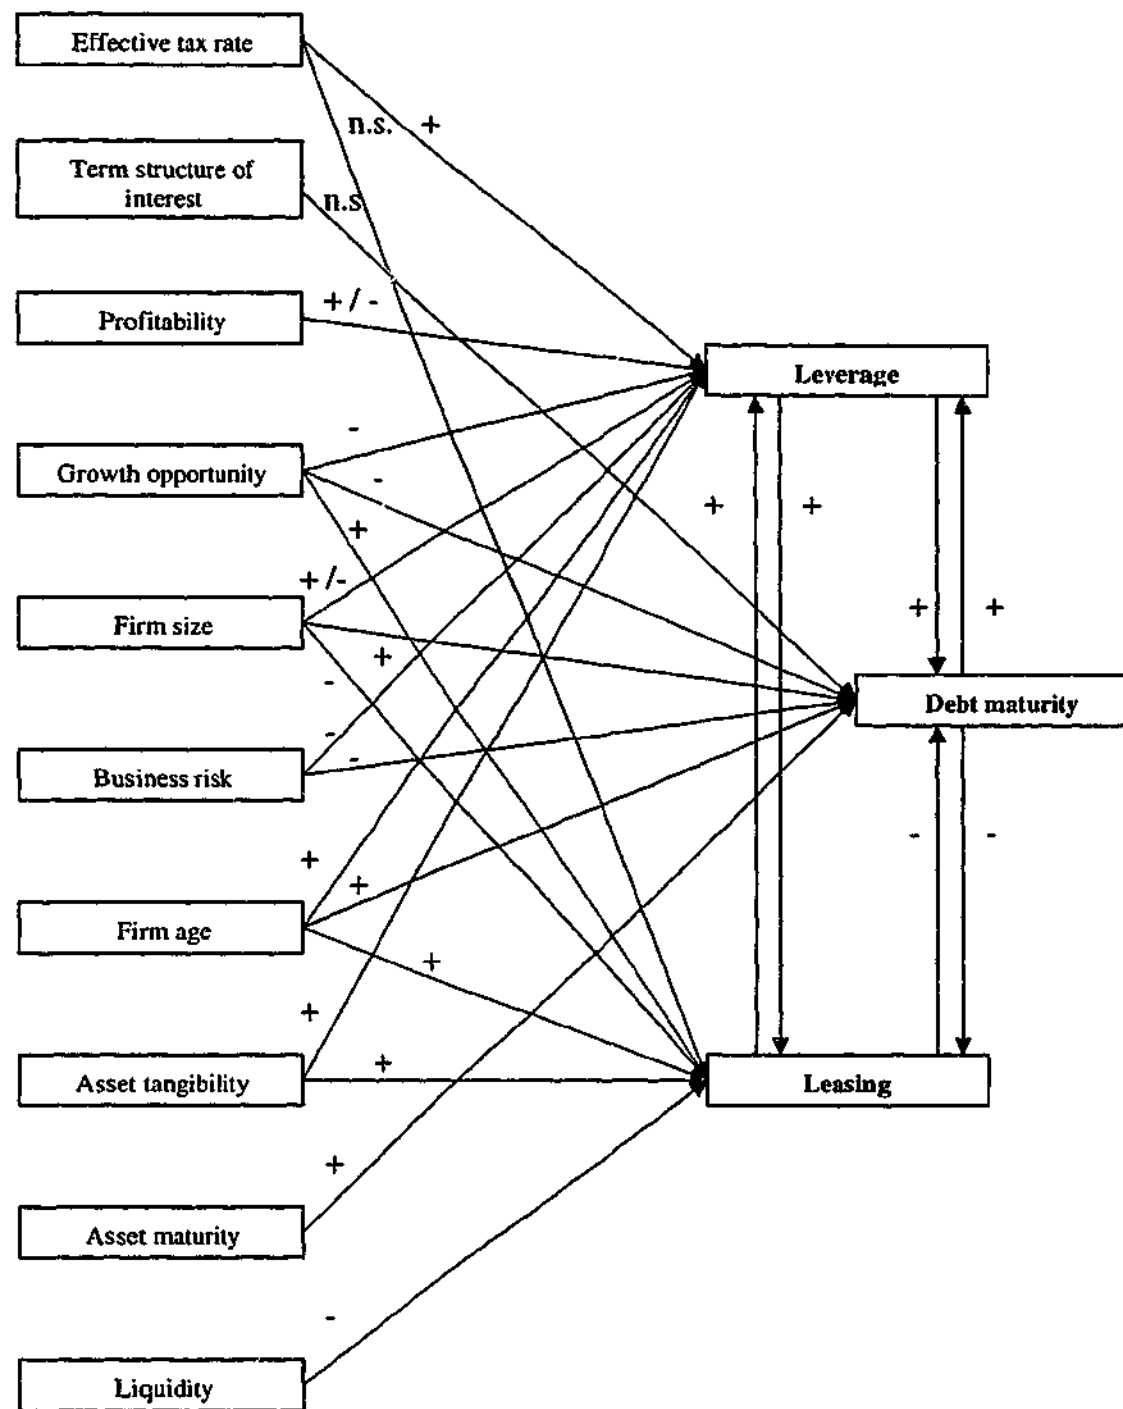 Effective tax rate
n.s. +
Term structure of
interest
n.s
Profitability
+ / -
Leverage
-
Growth opportunity
-
+ +
+
+ /-
Firm size
+ +
+
-
Debt maturity
-
Business risk
-
- -
+
+
Firm age
+
+
Asset tangibility
+
Leasing
+
Asset maturity
-
Liquidity